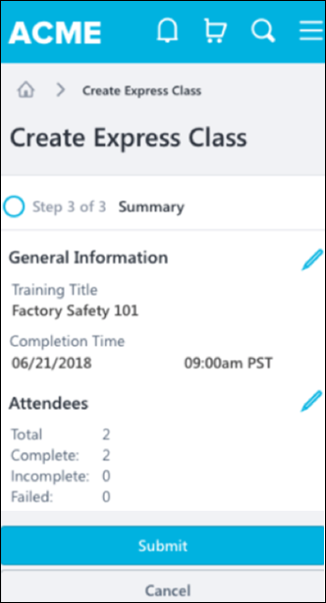 ACME
Create Express Class
Create Express Class
Step 3 of 3 Summary
General Information
Training Title
Factory Safety 101
Completion Time
06/21/2018 09:00am PST
Attendees
Total 2
Complete: 2
Incomplete: 0
Failed: 0
Submit
Cancel